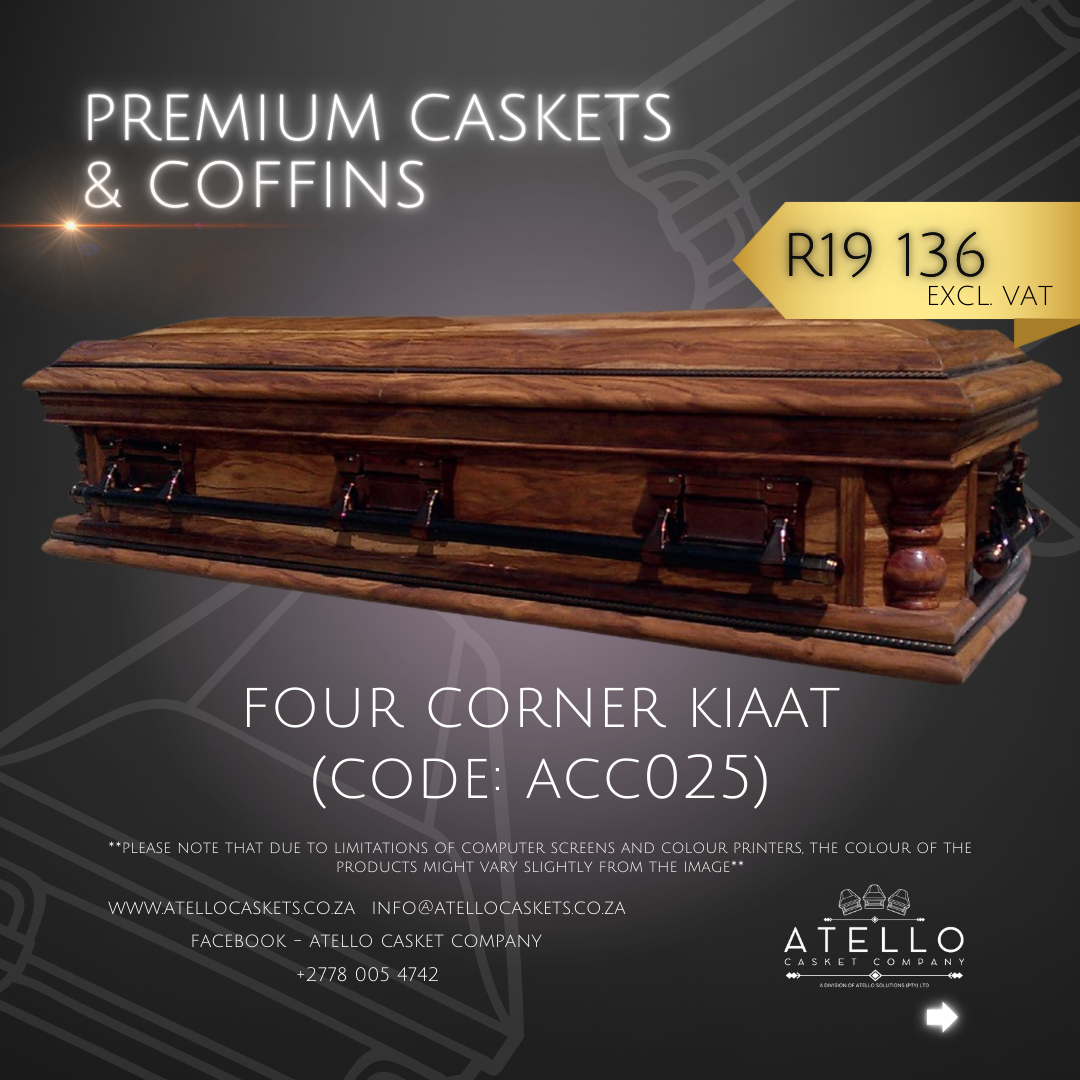 PREMIUM CASKETS
& COFFINS
R19 136
EXCL. VAT
FOUR CORNER KIAAT
(CODE: ACC025)
**PLEASE NOTE THAT DUE TO LIMITATIONS OF COMPUTER SCREENS AND COLOUR PRINTERS, THE COLOUR OF THE
PRODUCTS MIGHT VARY SLIGHTLY FROM THE IMAGE**
WWW.ATELLOCASKETS.CO.ZA INFO@ATELLOCASKETS.CO.ZA
FACEBOOK - ATELLO CASKET COMPANY
+2778 005 4742
ATELLO
CASKET COMPANY
A DIVISION OF ATELLO SOLUTIONS (PTY) LTD